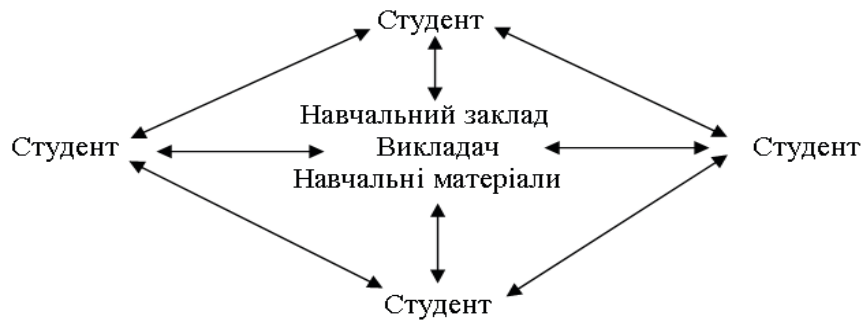 Студент
Навчальний заклад
Студент
Викладач
Студент
Навчальні матеріали
Студент